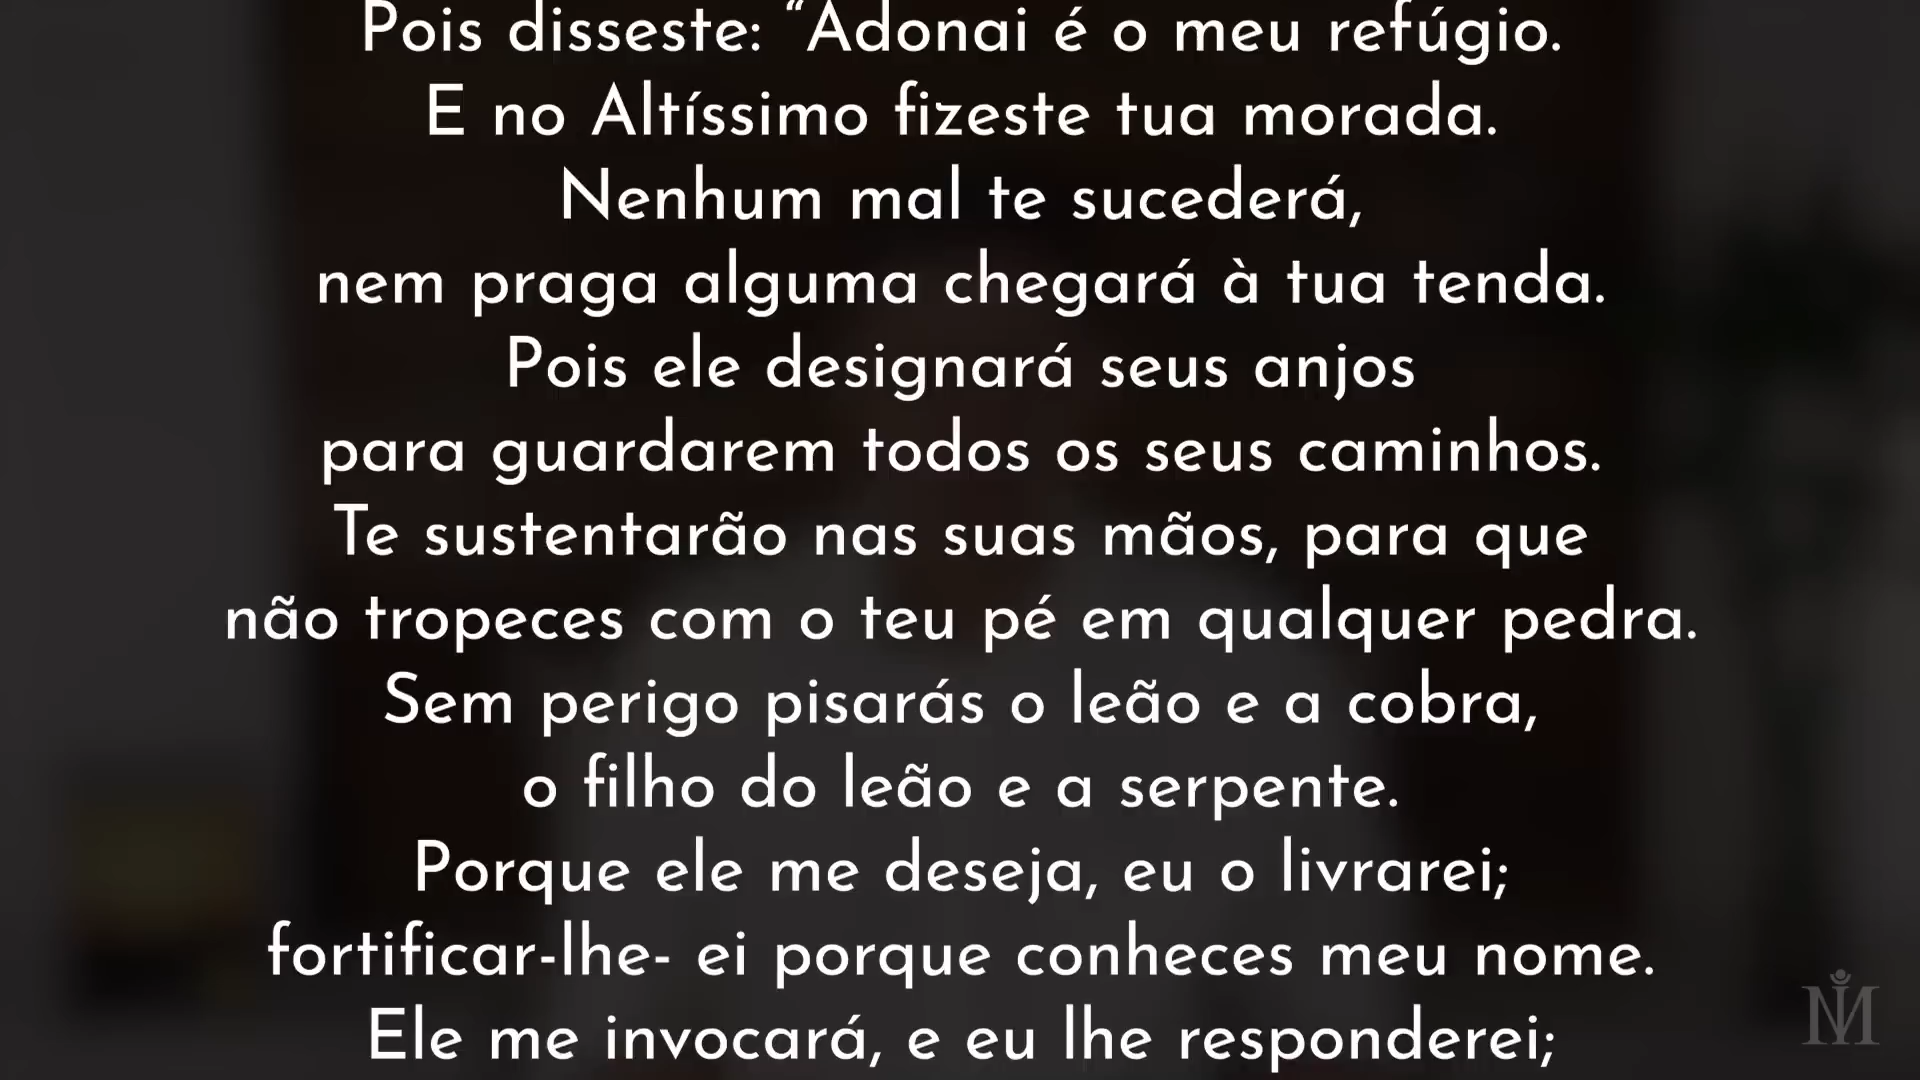 Pois disseste: “Adonai é o meu refúgio.
E no Altíssimo fizeste tua morada.
Nenhum mal te sucederá,
nem praga alguma chegará à tua tenda.
Pois ele designará seus anjos
para guardarem todos os seus caminhos.
Te sustentarão nas suas mãos, para que
não tropeces com o teu pé em qualquer pedra.
Sem perigo pisarás o leão e a cobra,
o filho do leão e a serpente.
Porque ele me deseja, eu o livrarei;
fortificar-lhe- ei porque conheces meu nome.
Ele me invocará, e eu lhe responderei;